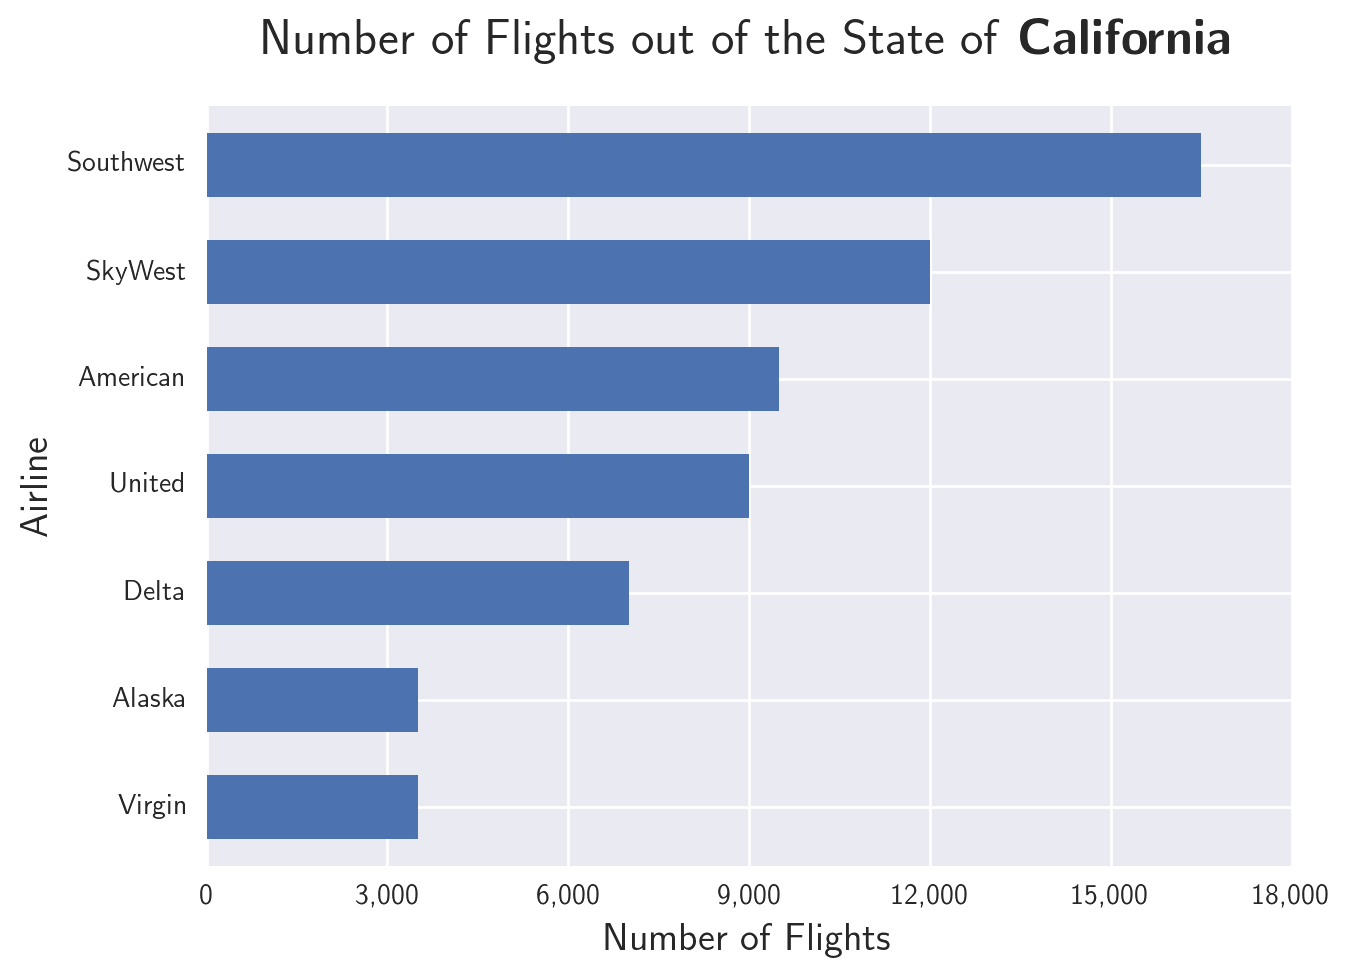 Number of Flights out of the State of California
Southwest
SkyWest
American
United
Delta
Alaska
Virgin
Airline
0 3,000 6,000 9,000 12,000 15,000 18,000
Number of Flights